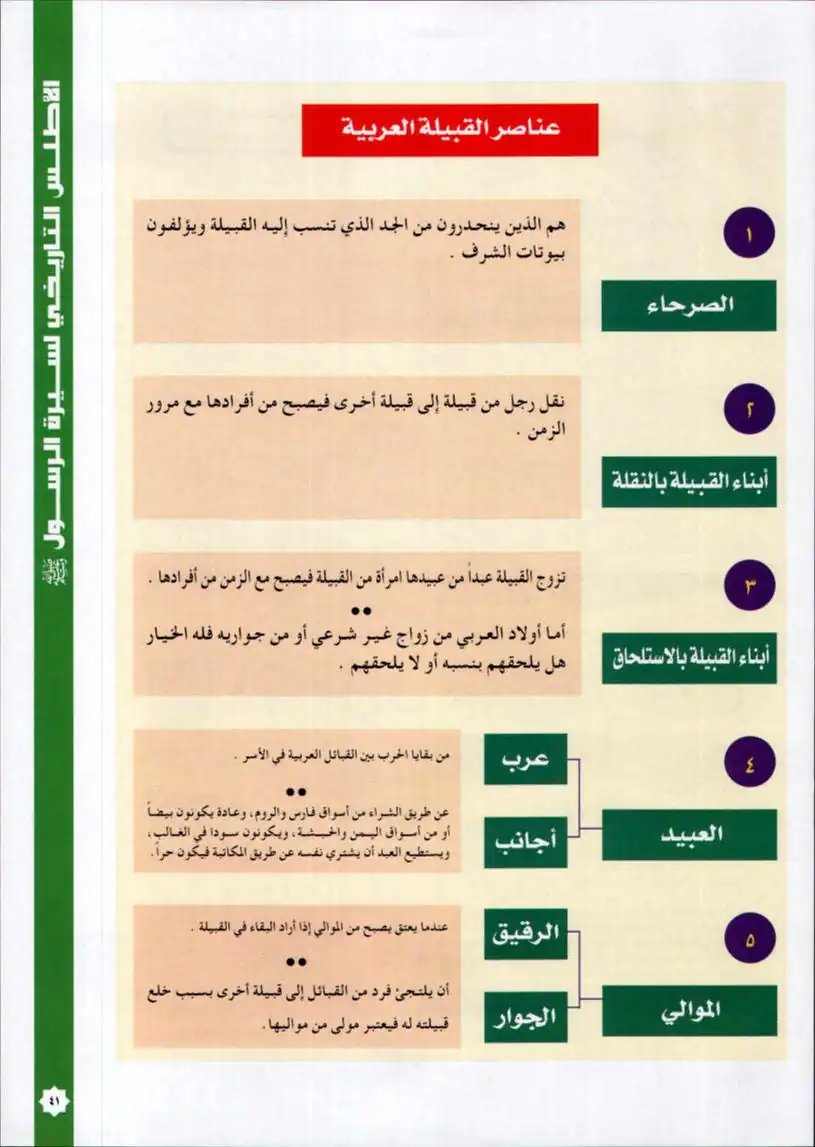 عناصر القبيلة العربية
١
الصرحاء
هم الذين ينحدرون من الجد الذي تنسب إليه القبيلة ويؤلفون
بيوتات الشرف .
٢
أبناء القبيلة بالنقلة
نقل رجل من قبيلة إلى قبيلة أخرى فيصبح من أفرادها مع مرور
الزمن .
٣
أبناء القبيلة بالاستلحاق
تزوج القبيلة عبداً من عبيدها امرأة من القبيلة فيصبح مع الزمن من أفرادها .
أما أولاد العربي من زواج غير شرعي أو من جواريه فله الخيار
هل يلحقهم بنسبه أو لا يلحقهم .
٤
العبيد
عرب
من بقايا الحرب بين القبائل العربية في الأسر .
أجانب
عن طريق الشراء من أسواق فارس والروم، وعادة يكونون بيضاً
أو من أسواق اليمن والحبشة، ويكونون سودا في الغالب،
ويستطيع العبد أن يشتري نفسه عن طريق المكاتبة فيكون حراً.
٥
الموالي
الرقيق
عندما يعتق يصبح من الموالي إذا أراد البقاء في القبيلة .
الجوار
أن يلتجئ فرد من القبائل إلى قبيلة أخرى بسبب خلع
قبيلته له فيعتبر مولى من مواليها.
الأطلس التاريخي لسيرة الرسول ﷺ
٤١